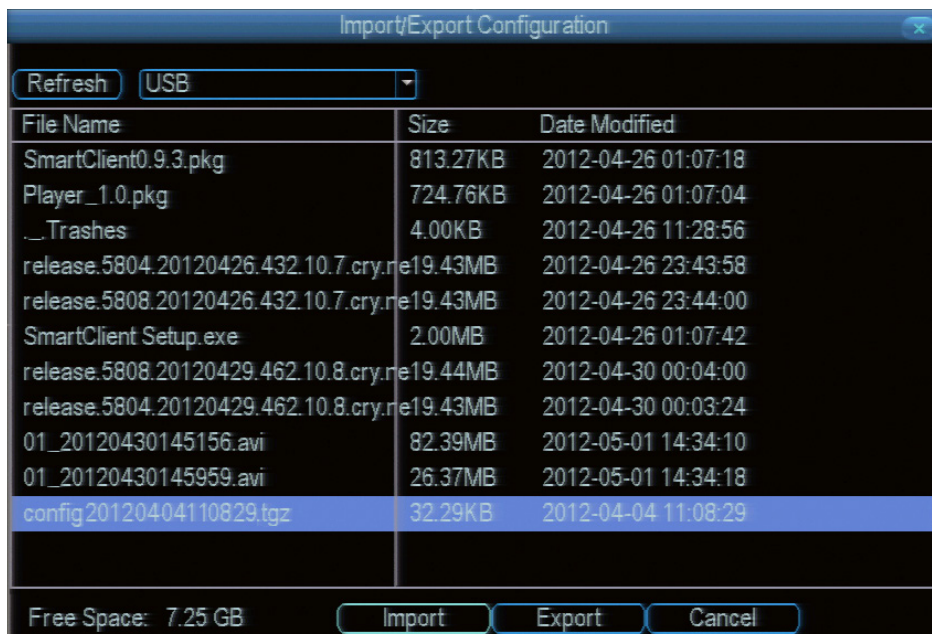 Import/Export Configuration
Refresh USB
File Name Size Date Modified
SmartClient0.9.3.pkg 813.27KB 2012-04-26 01:07:18
Player_1.0.pkg 724.76KB 2012-04-26 01:07:04
._.Trashes 4.00KB 2012-04-26 11:28:56
release.5804.20120426.432.10.7.cry.ne 19.43MB 2012-04-26 23:43:58
release.5808.20120426.432.10.7.cry.ne 19.43MB 2012-04-26 23:44:00
SmartClient Setup.exe 2.00MB 2012-04-26 01:07:42
release.5808.20120429.462.10.8.cry.ne 19.44MB 2012-04-30 00:04:00
release.5804.20120429.462.10.8.cry.ne 19.43MB 2012-04-30 00:03:24
01_20120430145156.avi 82.39MB 2012-05-01 14:34:10
01_20120430145959.avi 26.37MB 2012-05-01 14:34:18
config20120404110829.tgz 32.29KB 2012-04-04 11:08:29
Free Space: 7.25 GB Import Export Cancel